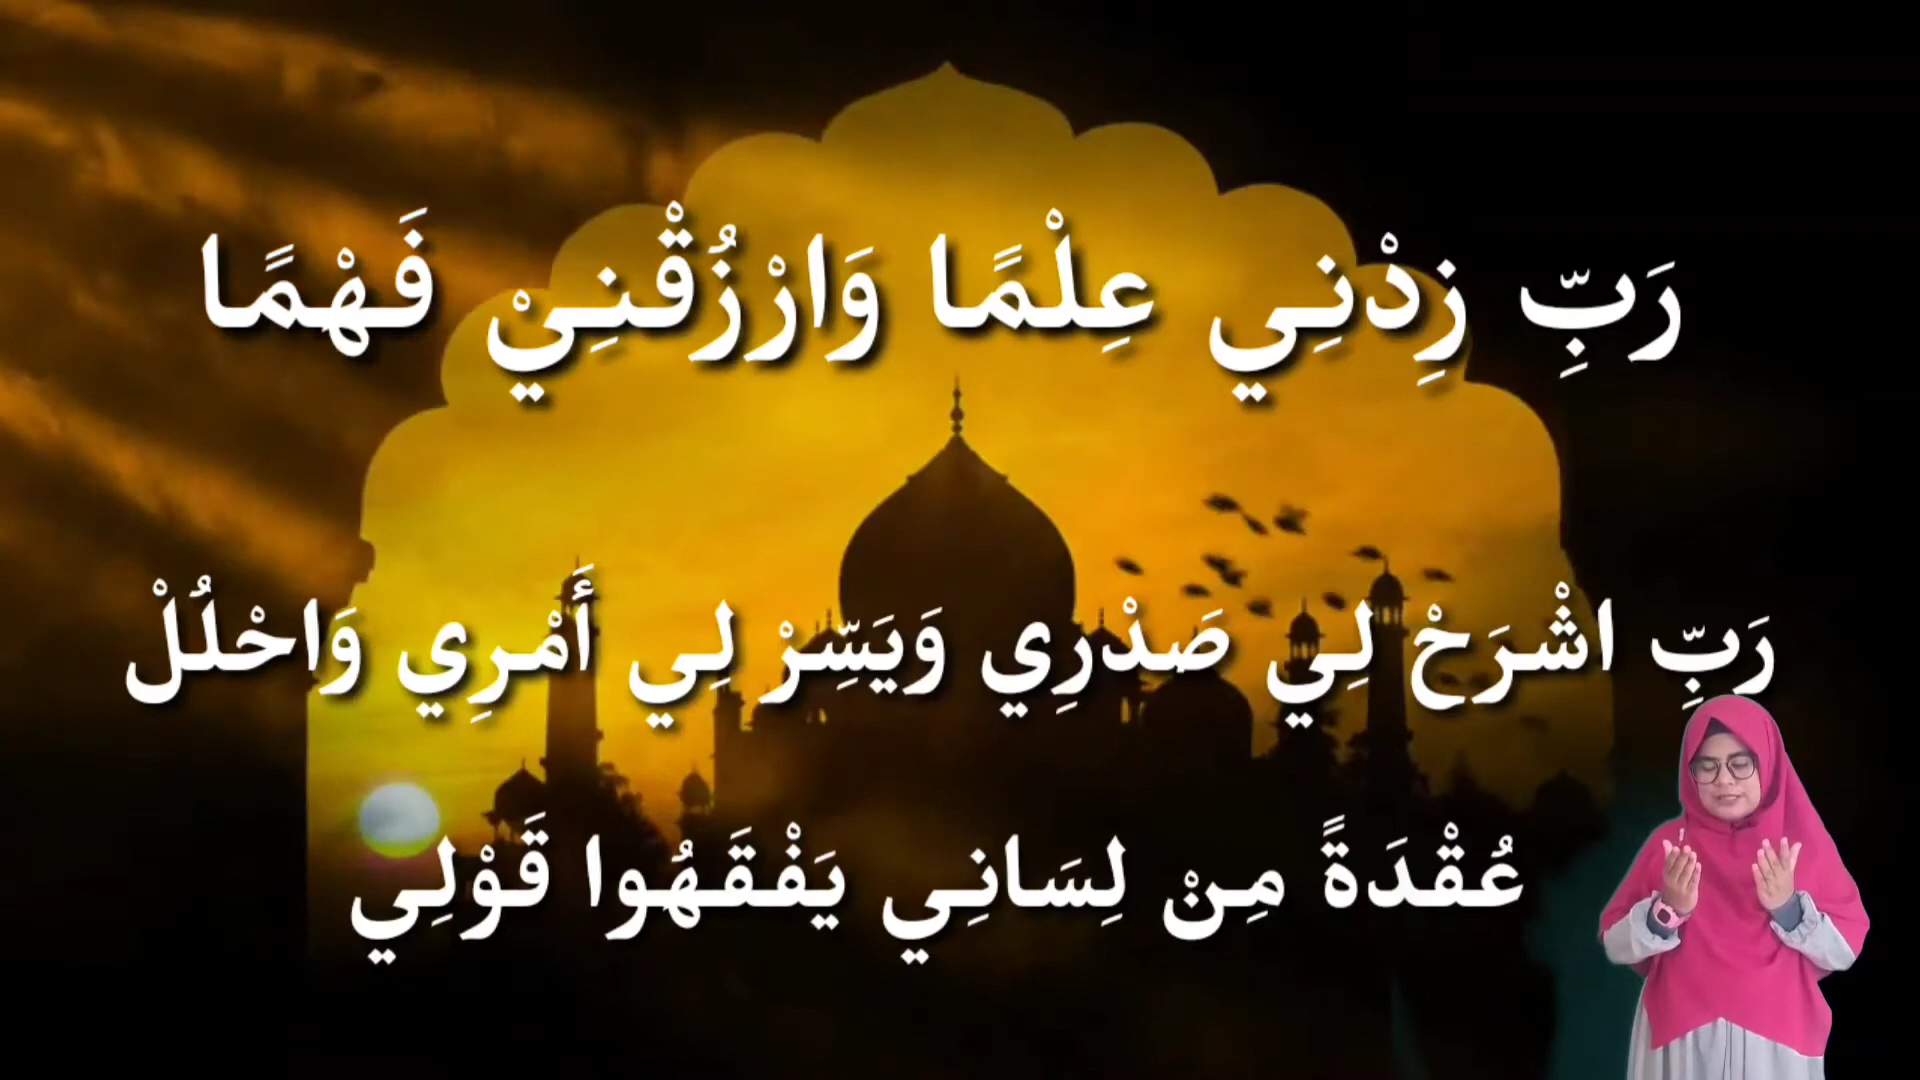 رَبِّ زِدْنِي عِلْمًا وَارْزُقْنِيْ فَهْمًا
رَبِّ اشْرَحْ لِي صَدْرِي وَيَسِّرْ لِي أَمْرِي وَاحْلُلْ
عُقْدَةً مِنْ لِسَانِي يَفْقَهُوا قَوْلِي